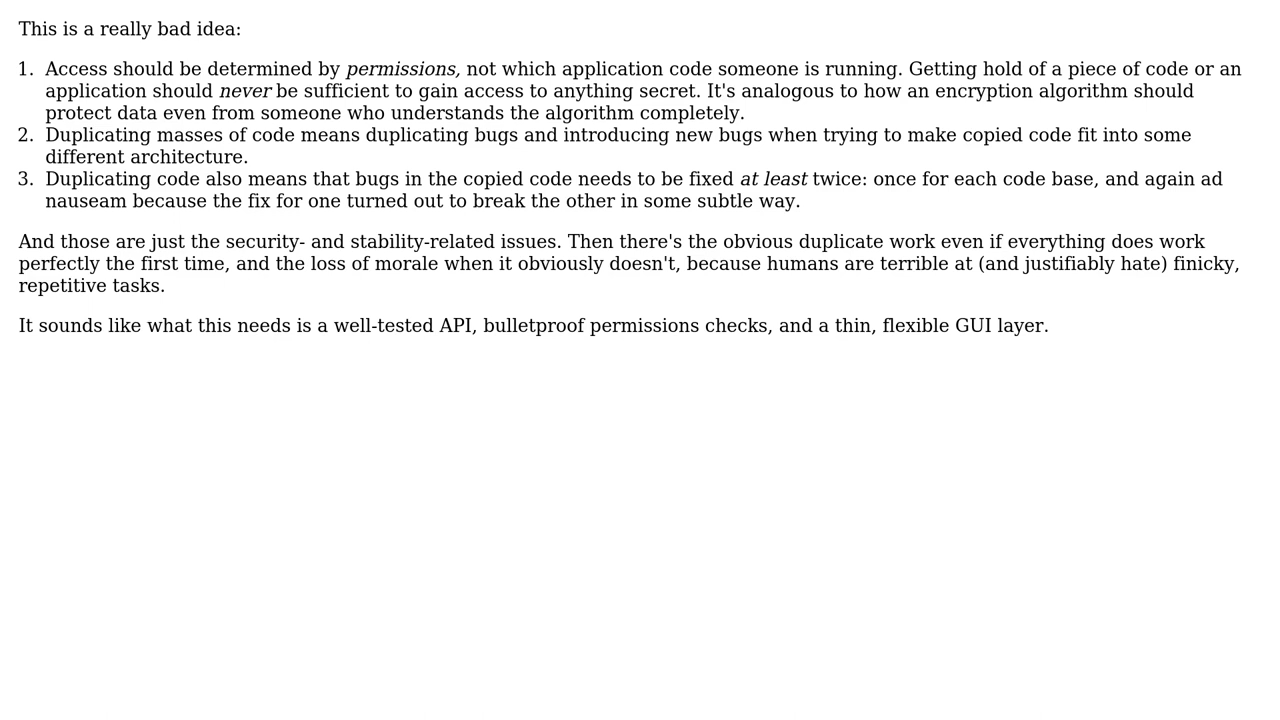 This is a really bad idea:
1. Access should be determined by permissions, not which application code someone is running. Getting hold of a piece of code or an
application should never be sufficient to gain access to anything secret. It's analogous to how an encryption algorithm should
protect data even from someone who understands the algorithm completely.
2. Duplicating masses of code means duplicating bugs and introducing new bugs when trying to make copied code fit into some
different architecture.
3. Duplicating code also means that bugs in the copied code needs to be fixed at least twice: once for each code base, and again ad
nauseam because the fix for one turned out to break the other in some subtle way.
And those are just the security- and stability-related issues. Then there's the obvious duplicate work even if everything does work
perfectly the first time, and the loss of morale when it obviously doesn't, because humans are terrible at (and justifiably hate) finicky,
repetitive tasks.
It sounds like what this needs is a well-tested API, bulletproof permissions checks, and a thin, flexible GUI layer.